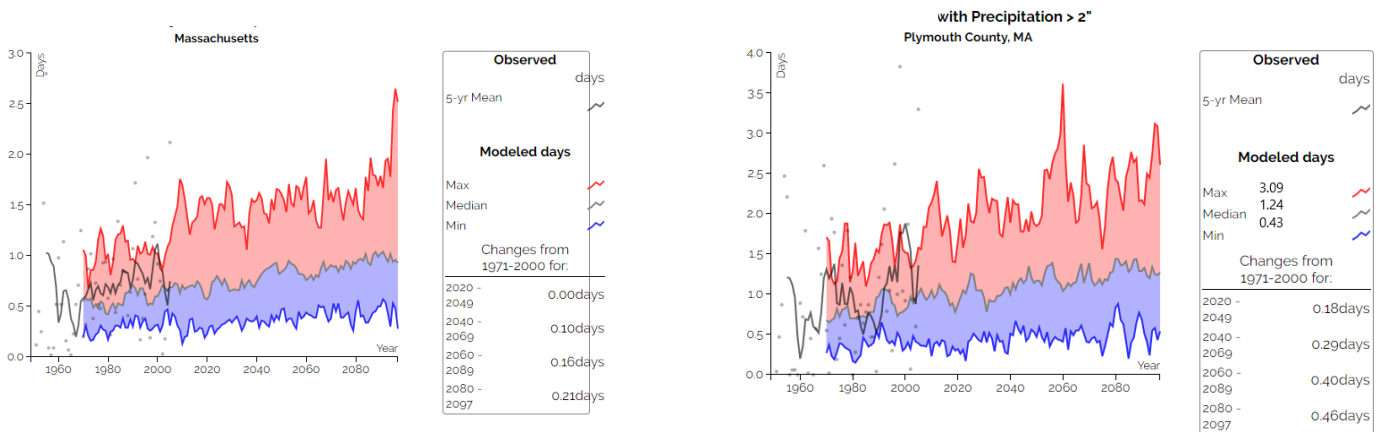 Massachusetts
3.0
2.5
2.0
1.5
1.0
0.5
0.0
Days
1960
1980
2000
2020
2040
2060
2080
Year
Observed
days
5-yr Mean
Modeled days
Max
Median
Min
Changes from
1971-2000 for:
2020 -
2049
0.00days
2040 -
2069
0.10days
2060 -
2089
0.16days
2080 -
2097
0.21days
with Precipitation > 2"
Plymouth County, MA
4.0
3.5
3.0
2.5
2.0
1.5
1.0
0.5
0.0
Days
1960
1980
2000
2020
2040
2060
2080
Year
Observed
days
5-yr Mean
Modeled days
Max 3.09
Median 1.24
Min 0.43
Changes from
1971-2000 for:
2020 -
2049
0.18days
2040 -
2069
0.29days
2060 -
2089
0.40days
2080 -
2097
0.46days